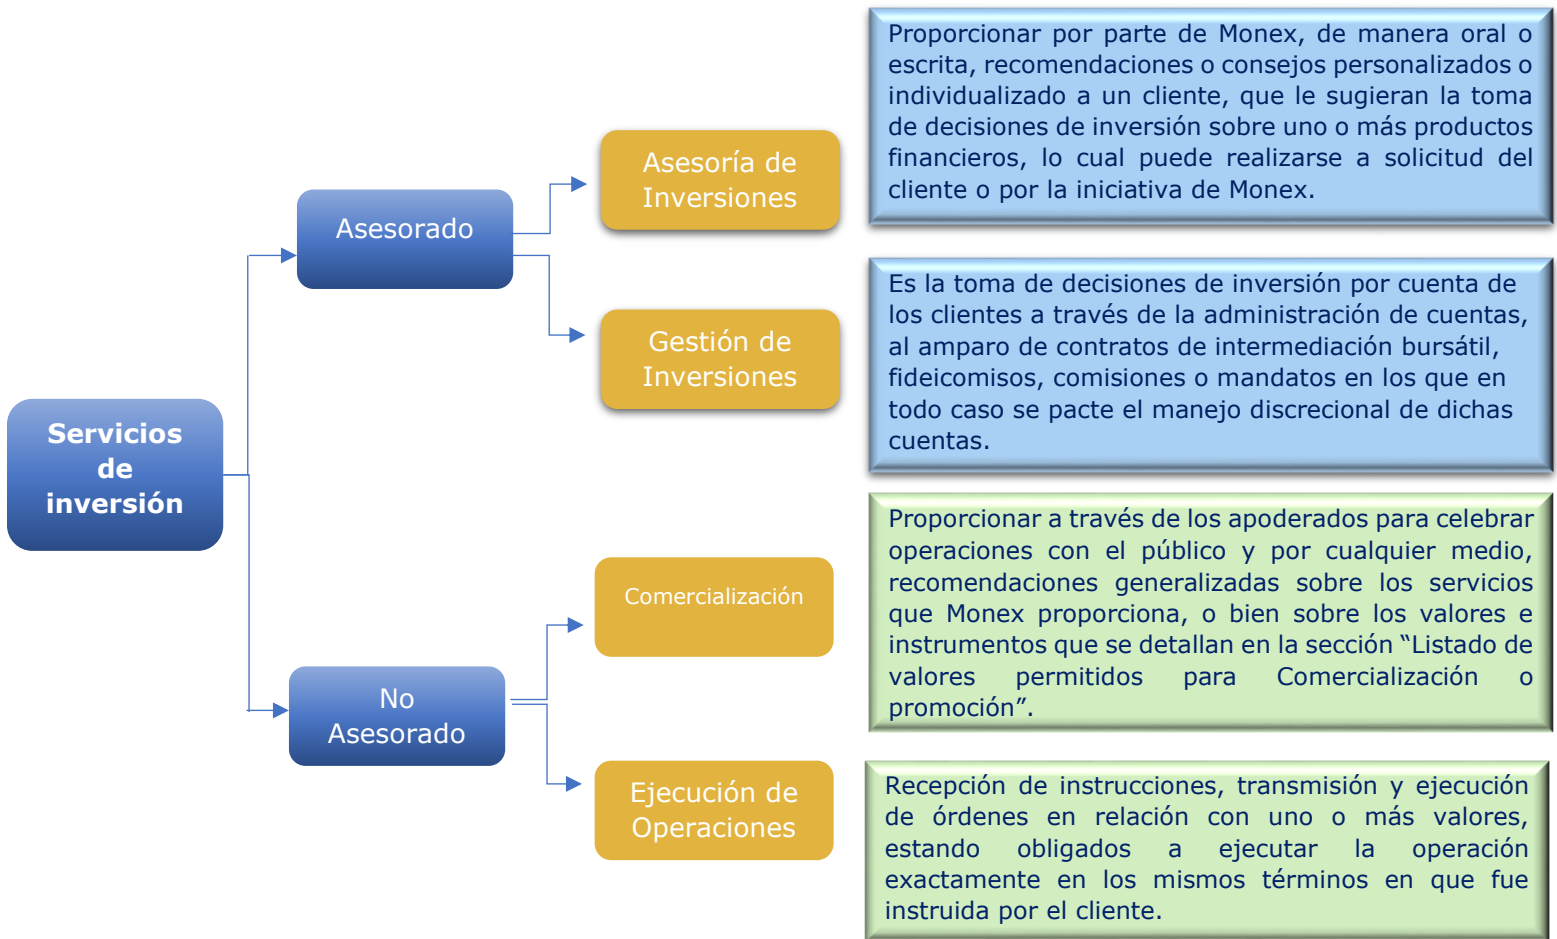 Servicios
de
inversión
Asesorado
Asesoría de
Inversiones
Proporcionar por parte de Monex, de manera oral o
escrita, recomendaciones o consejos personalizados o
individualizado a un cliente, que le sugieran la toma
de decisiones de inversión sobre uno o más productos
financieros, lo cual puede realizarse a solicitud del
cliente o por la iniciativa de Monex.
Gestión de
Inversiones
Es la toma de decisiones de inversión por cuenta de
los clientes a través de la administración de cuentas,
al amparo de contratos de intermediación bursátil,
fideicomisos, comisiones o mandatos en los que en
todo caso se pacte el manejo discrecional de dichas
cuentas.
No
Asesorado
Comercialización
Proporcionar a través de los apoderados para celebrar
operaciones con el público y por cualquier medio,
recomendaciones generalizadas sobre los servicios
que Monex proporciona, o bien sobre los valores e
instrumentos que se detallan en la sección “Listado de
valores permitidos para Comercialización o
promoción”.
Ejecución de
Operaciones
Recepción de instrucciones, transmisión y ejecución
de órdenes en relación con uno o más valores,
estando obligados a ejecutar la operación
exactamente en los mismos términos en que fue
instruida por el cliente.